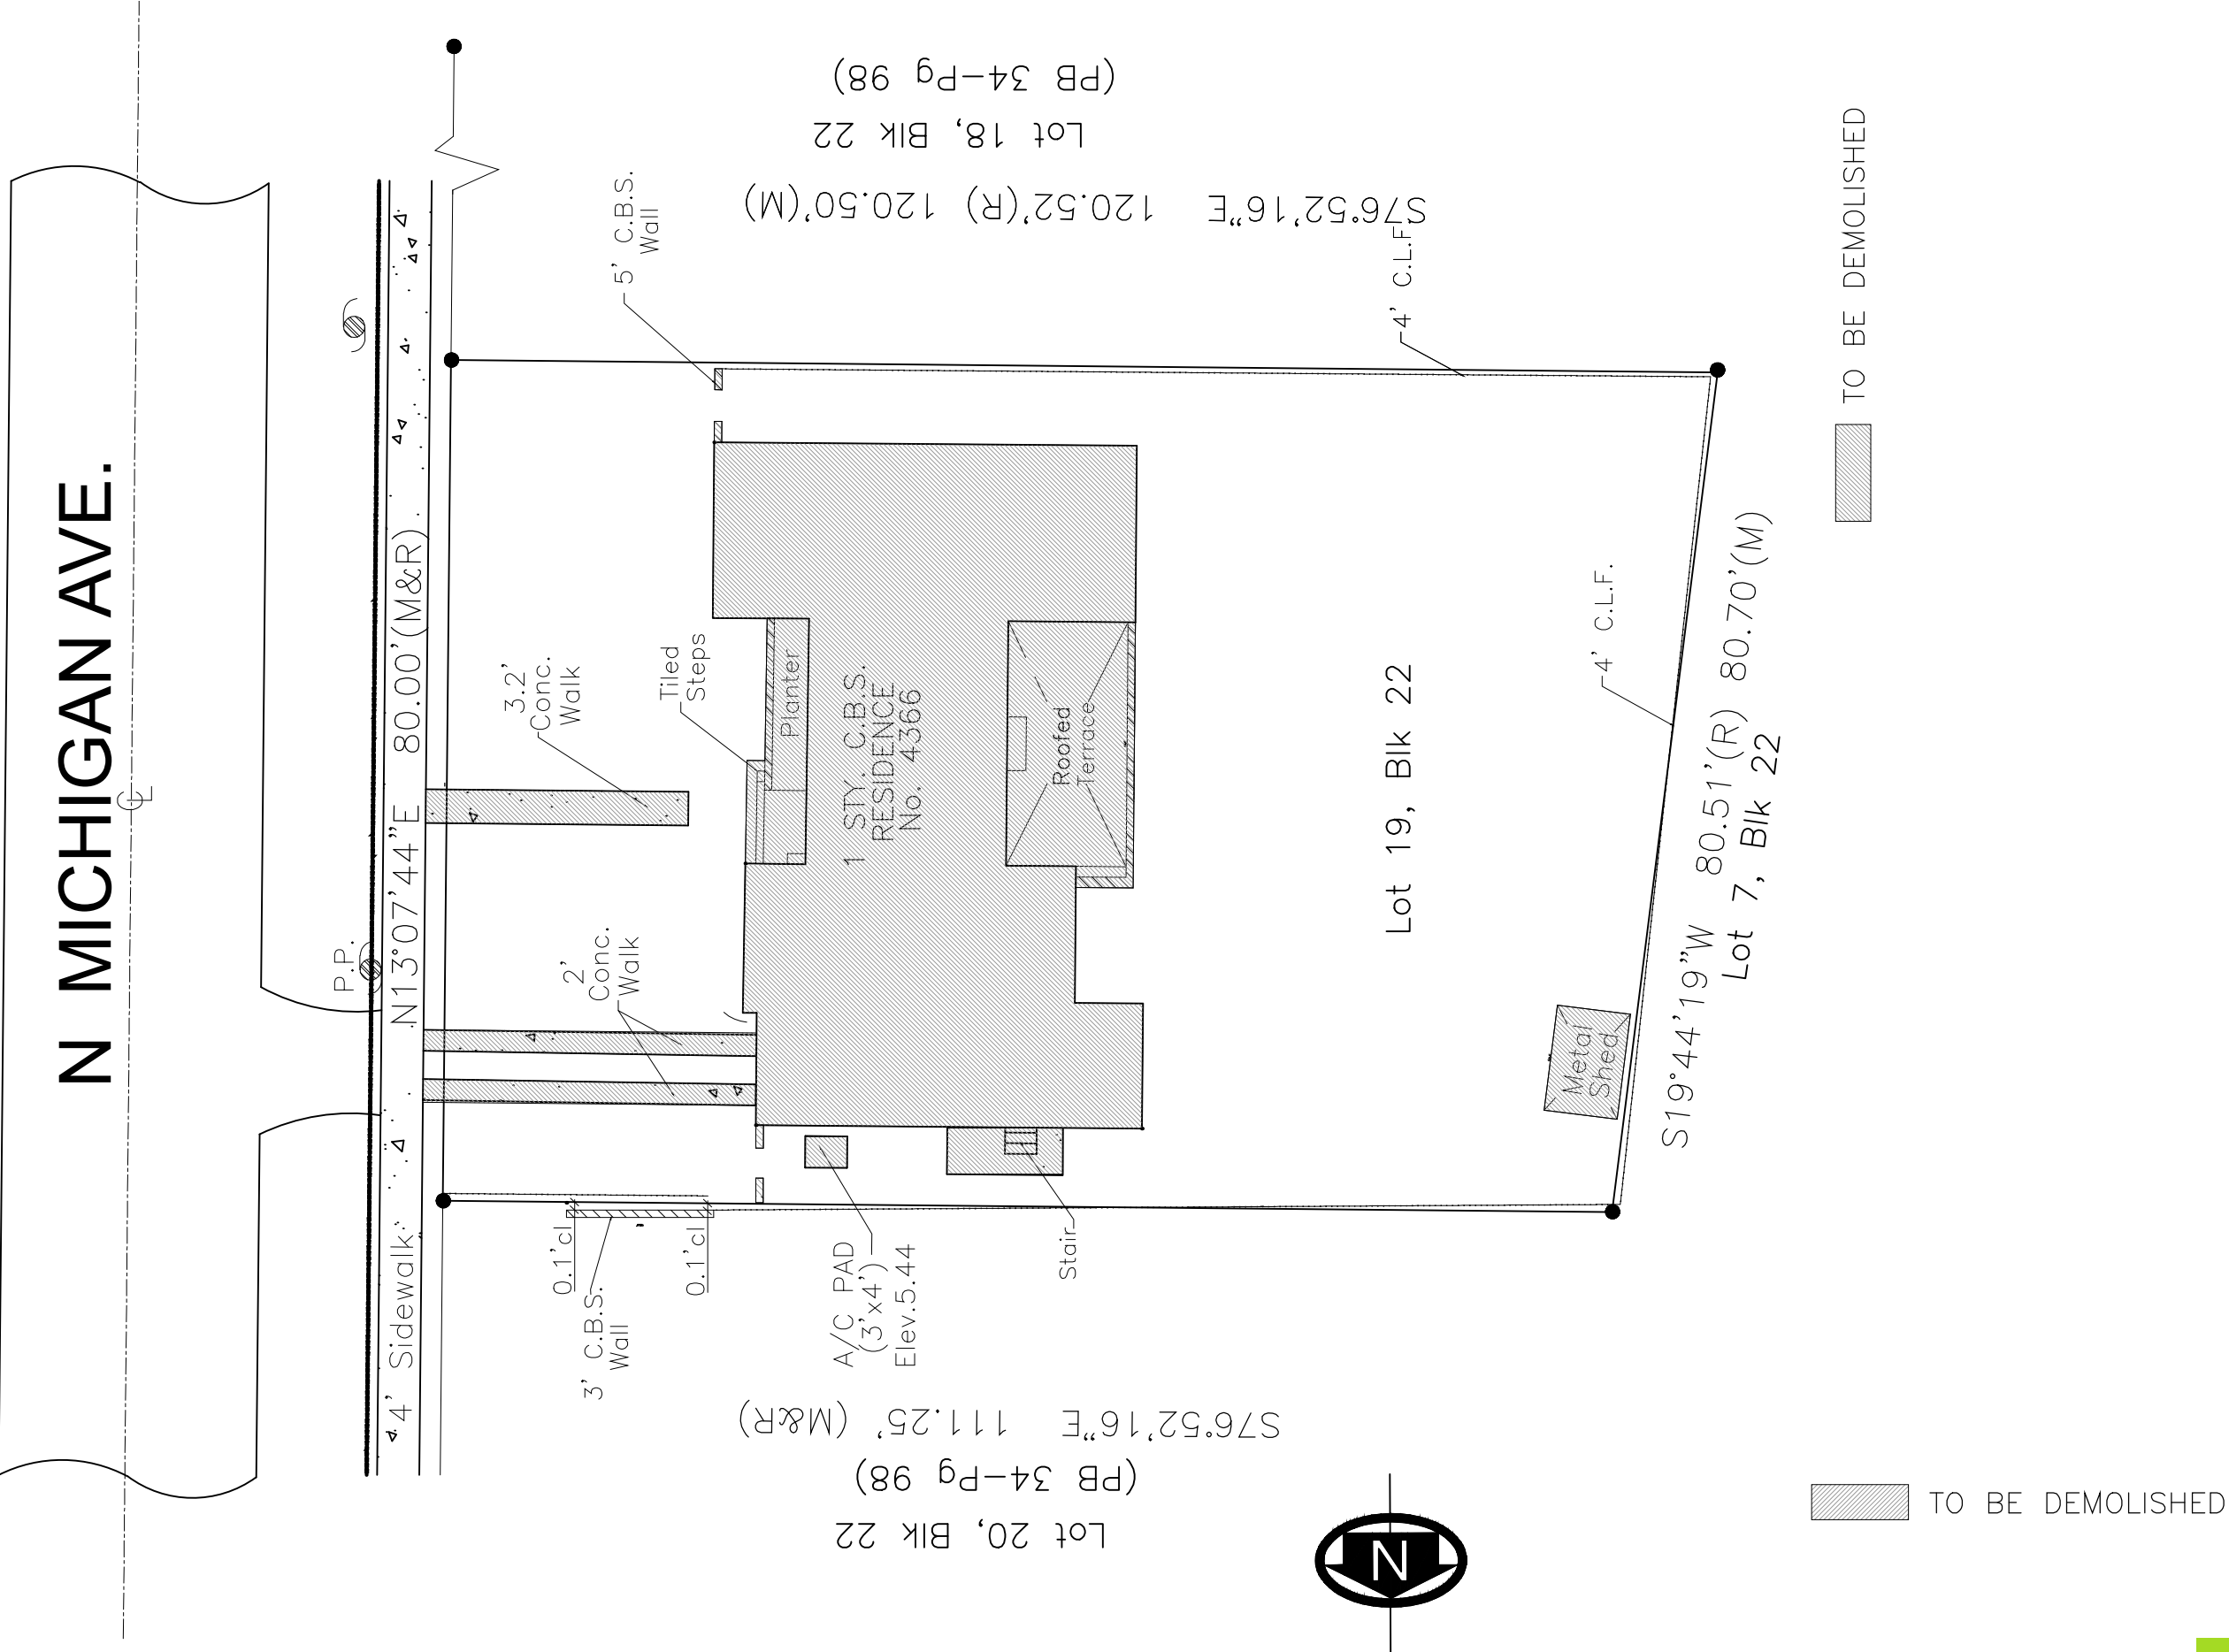 (PB 34-Pg 98)
Lot 18, Blk 22
S76°52'16"E 120.52'(R) 120.50'(M)
TO BE DEMOLISHED
5' C.B.S.
Wall
4' C.L.F.
N MICHIGAN AVE.
CL
N13°07'44"E 80.00'(M&R)
3.2'
Conc.
Walk
Tiled
Steps
Planter
1 STY. C.B.S.
RESIDENCE
No. 4366
Roofed
Terrace
Lot 19, Blk 22
4' C.L.F.
S19°44'19"W 80.51'(R) 80.70'(M)
Lot 7, Blk 22
P.P.
2'
Conc.
Walk
Metal
Shed
4' Sidewalk
0.1'cl
0.1'cl
3' C.B.S.
Wall
A/C PAD
(3'x4')
Elev.5.44
Stair
S76°52'16"E 111.25' (M&R)
(PB 34-Pg 98)
Lot 20, Blk 22
N
TO BE DEMOLISHED